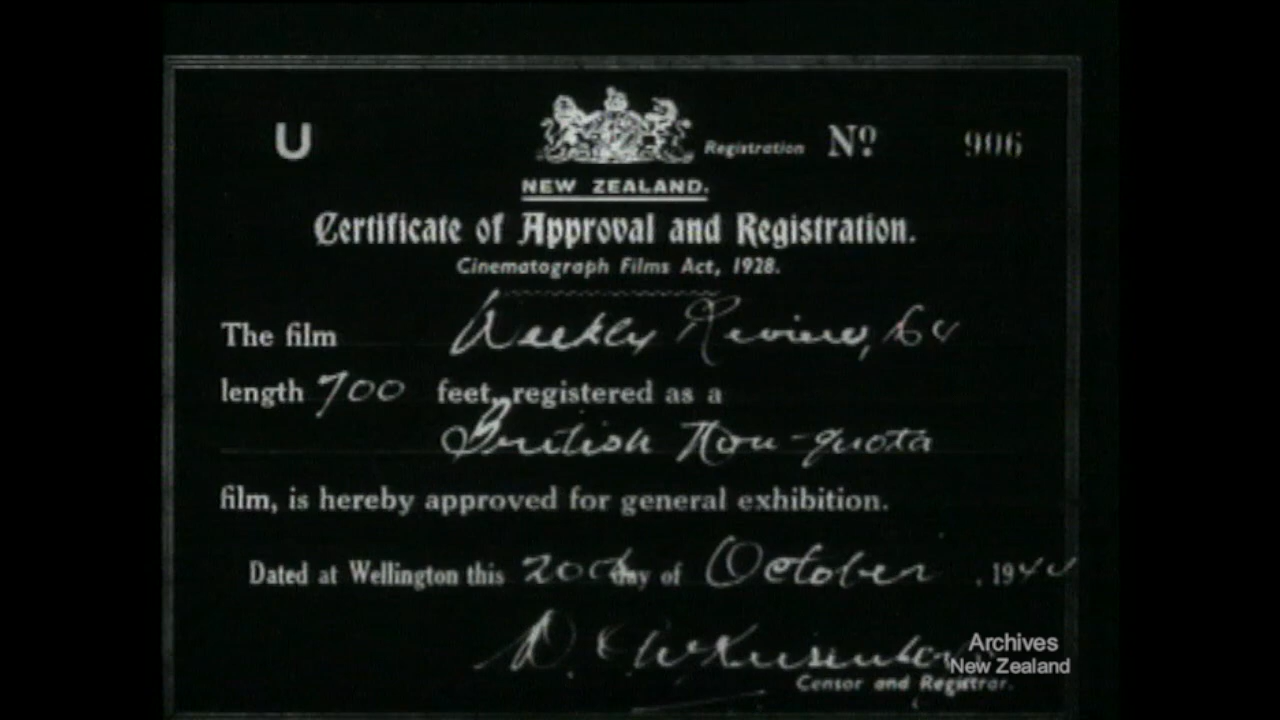 U
Registration Nº 906
NEW ZEALAND.
Certificate of Approval and Registration.
Cinematograph Films Act, 1928.
The film Weekly Review, 64
length 700 feet, registered as a
British Non-quota
film, is hereby approved for general exhibition.
Dated at Wellington this 20th day of October, 1944
Censor and Registrar.
Archives
New Zealand